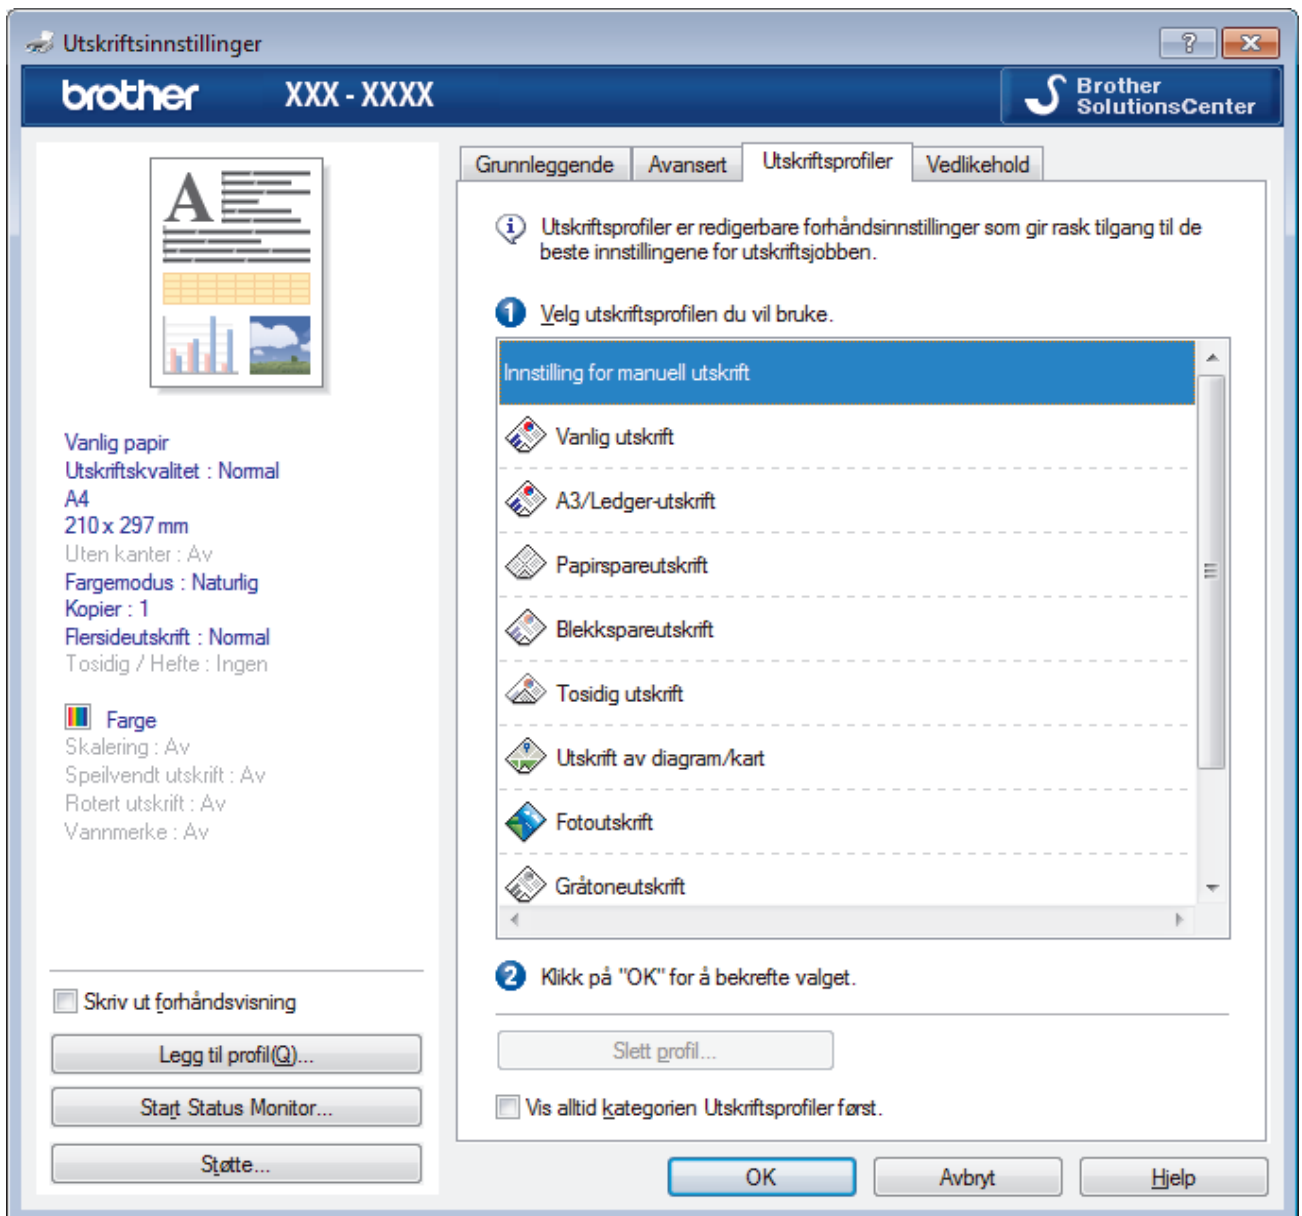 Utskriftsinnstillinger
brother XXX - XXXX
Brother
SolutionsCenter
Grunnleggende Avansert Utskriftsprofiler Vedlikehold
Utskriftsprofiler er redigerbare forhåndsinnstillinger som gir rask tilgang til de
beste innstillingene for utskriftsjobben.
1 Velg utskriftsprofilen du vil bruke.
Innstilling for manuell utskrift
Vanlig utskrift
A3/Ledger-utskrift
Papirspareutskrift
Blekkspareutskrift
Tosidig utskrift
Utskrift av diagram/kart
Fotoutskrift
Gråtoneutskrift
2 Klikk på "OK" for å bekrefte valget.
Slett profil...
Vis alltid kategorien Utskriftsprofiler først.
A
Vanlig papir
Utskriftskvalitet : Normal
A4
210 x 297 mm
Uten kanter : Av
Fargemodus : Naturlig
Kopier : 1
Flersideutskrift : Normal
Tosidig / Hefte : Ingen
Farge
Skalering : Av
Speilvendt utskrift : Av
Rotert utskrift : Av
Vannmerke : Av
Skriv ut forhåndsvisning
Legg til profil(Q)...
Start Status Monitor...
Støtte...
OK Avbryt Hjelp